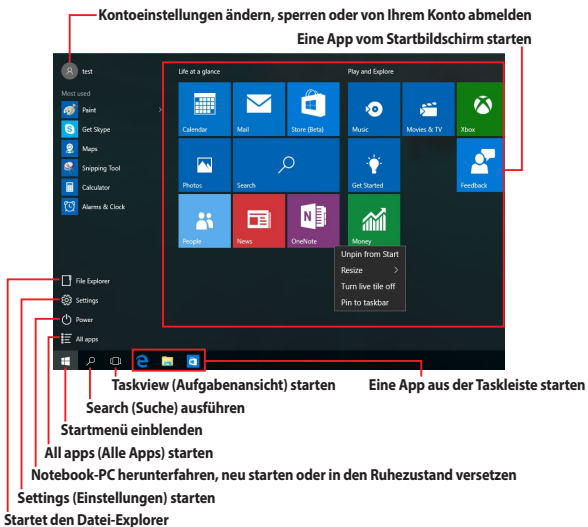 Kontoeinstellungen ändern, sperren oder von Ihrem Konto abmelden
Eine App vom Startbildschirm starten
test
Most used
Paint
Get Skype
Maps
Snipping Tool
Calculator
Alarms & Clock
File Explorer
Settings
Power
All apps
Life at a glance
Play and Explore
Calendar
Mail
Store (Beta)
Music
Movies & TV
Xbox
Photos
Search
Get Started
Feedback
People
News
OneNote
Money
Unpin from Start
Resize
Turn live tile off
Pin to taskbar
Taskview (Aufgabenansicht) starten
Eine App aus der Taskleiste starten
Search (Suche) ausführen
Startmenü einblenden
All apps (Alle Apps) starten
Notebook-PC herunterfahren, neu starten oder in den Ruhezustand versetzen
Settings (Einstellungen) starten
Startet den Datei-Explorer